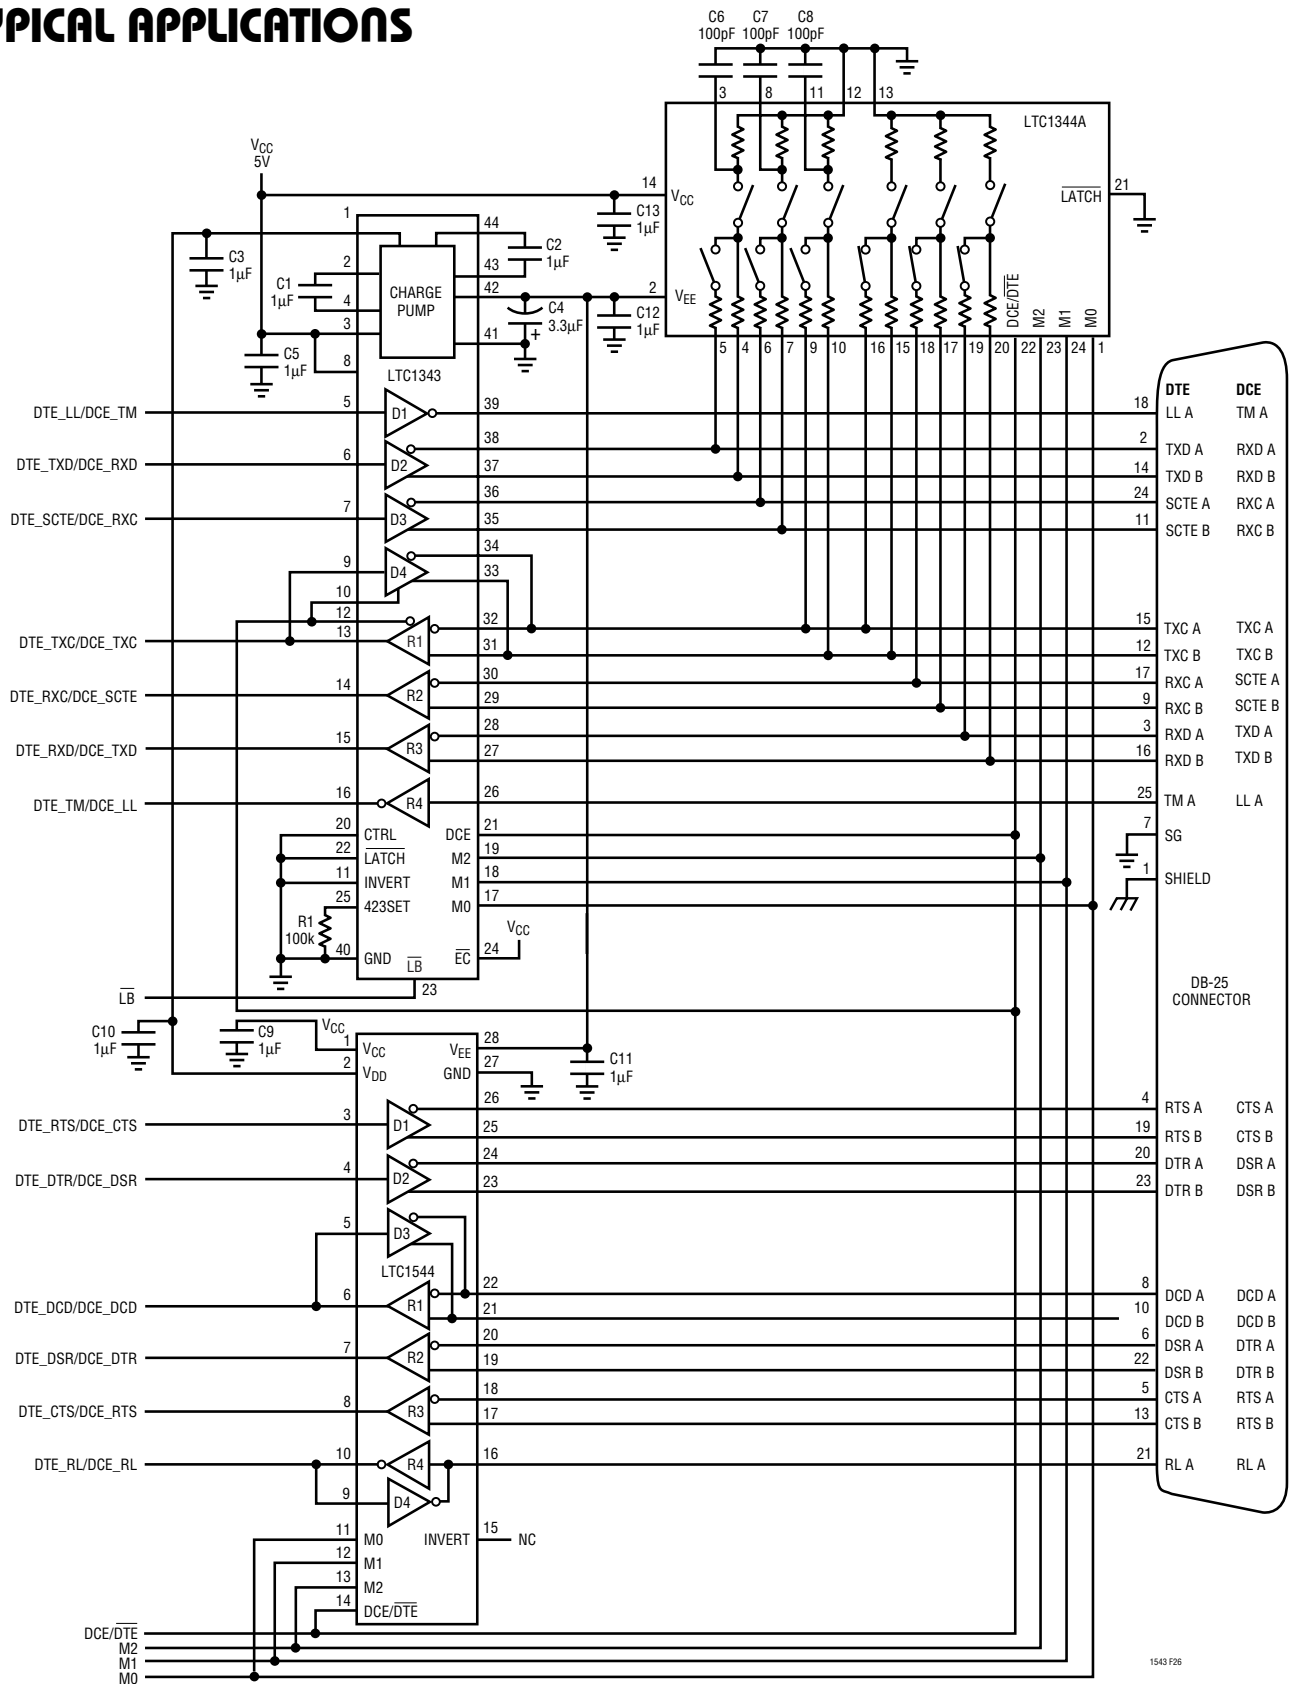 YPICAL APPLICATIONS
C6 C7 C8
100pF 100pF 100pF
3 8 11 12 13
LTC1344A
VCC
5V
14 VCC
C13
1µF
LATCH 21
1
44
C3
1µF
2
C1
1µF
4
3
C5
1µF
8
CHARGE
PUMP
C2
1µF
43
42
C4
3.3µF
+
41
2 VEE
C12
1µF
DCE/DTE
M2
M1
M0
5 4 6 7 9 10 16 15 18 17 19 20 22 23 24 1
LTC1343
DTE DCE
DTE_LL/DCE_TM 5 D1 39 18 LL A TM A
38 2 TXD A RXD A
DTE_TXD/DCE_RXD 6 D2 37 14 TXD B RXD B
36 24 SCTE A RXC A
DTE_SCTE/DCE_RXC 7 D3 35 11 SCTE B RXC B
34
9 D4 33
10
12 32 15 TXC A TXC A
DTE_TXC/DCE_TXC 13 R1 31 12 TXC B TXC B
30 17 RXC A SCTE A
DTE_RXC/DCE_SCTE 14 R2 29 9 RXC B SCTE B
28 3 RXD A TXD A
DTE_RXD/DCE_TXD 15 R3 27 16 RXD B TXD B
DTE_TM/DCE_LL 16 R4 26 25 TM A LL A
20 CTRL DCE 21 7 SG
22 LATCH M2 19
11 INVERT M1 18 1 SHIELD
25 423SET M0 17
R1
100k
40 GND LB EC 24 VCC
LB 23
DB-25
CONNECTOR
C10
1µF
C9
1µF
VCC
1 VCC VEE 28
2 VDD GND 27
C11
1µF
26 4 RTS A CTS A
DTE_RTS/DCE_CTS 3 D1 25 19 RTS B CTS B
24 20 DTR A DSR A
DTE_DTR/DCE_DSR 4 D2 23 23 DTR B DSR B
5 D3
LTC1544
22 8 DCD A DCD A
DTE_DCD/DCE_DCD 6 R1 21 10 DCD B DCD B
20 6 DSR A DTR A
DTE_DSR/DCE_DTR 7 R2 19 22 DSR B DTR B
18 5 CTS A RTS A
DTE_CTS/DCE_RTS 8 R3 17 13 CTS B RTS B
DTE_RL/DCE_RL 10 R4 16 21 RL A RL A
9 D4
11 M0 INVERT 15 NC
12 M1
13 M2
14 DCE/DTE
DCE/DTE
M2
M1
M0
1543 F26